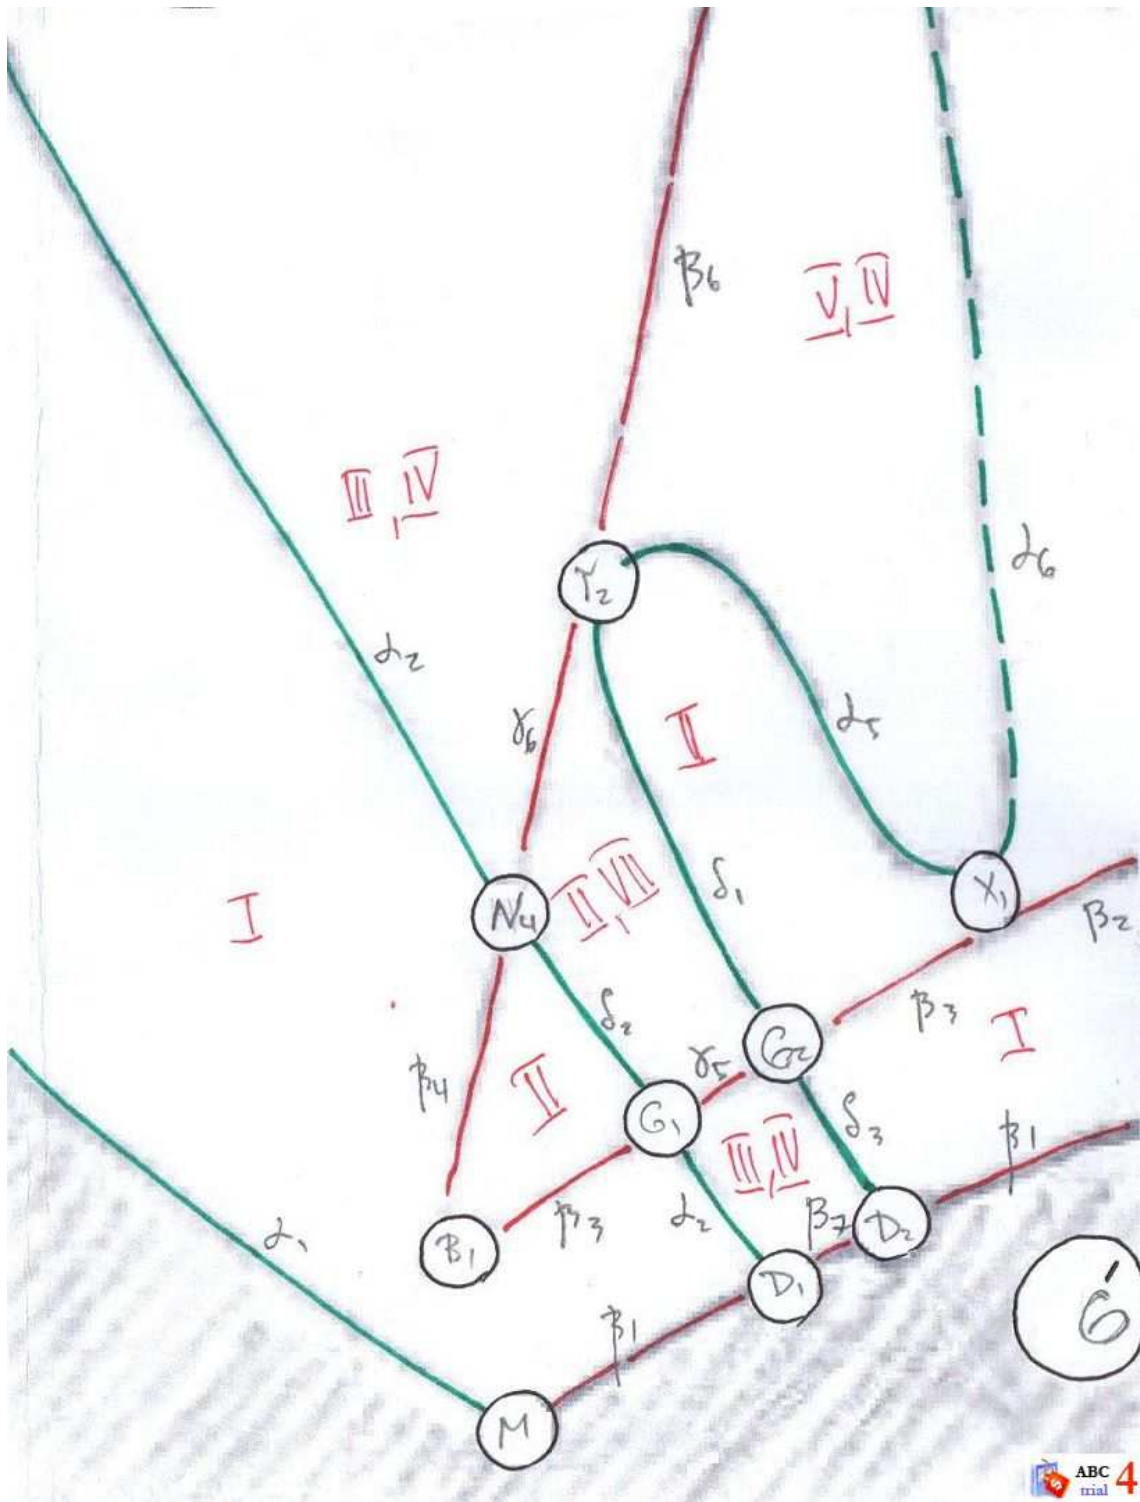 β6
V, IV
III, IV
α6
Y2
α2
γ6
II
α5
N4
II, VII
δ1
X1
I
β2
δ2
β3
I
β4
II
γ5
G2
G1
δ3
III, IV
β1
β3
α2
β7
D2
B1
α1
D1
6
β1
M
ABC 4
trial